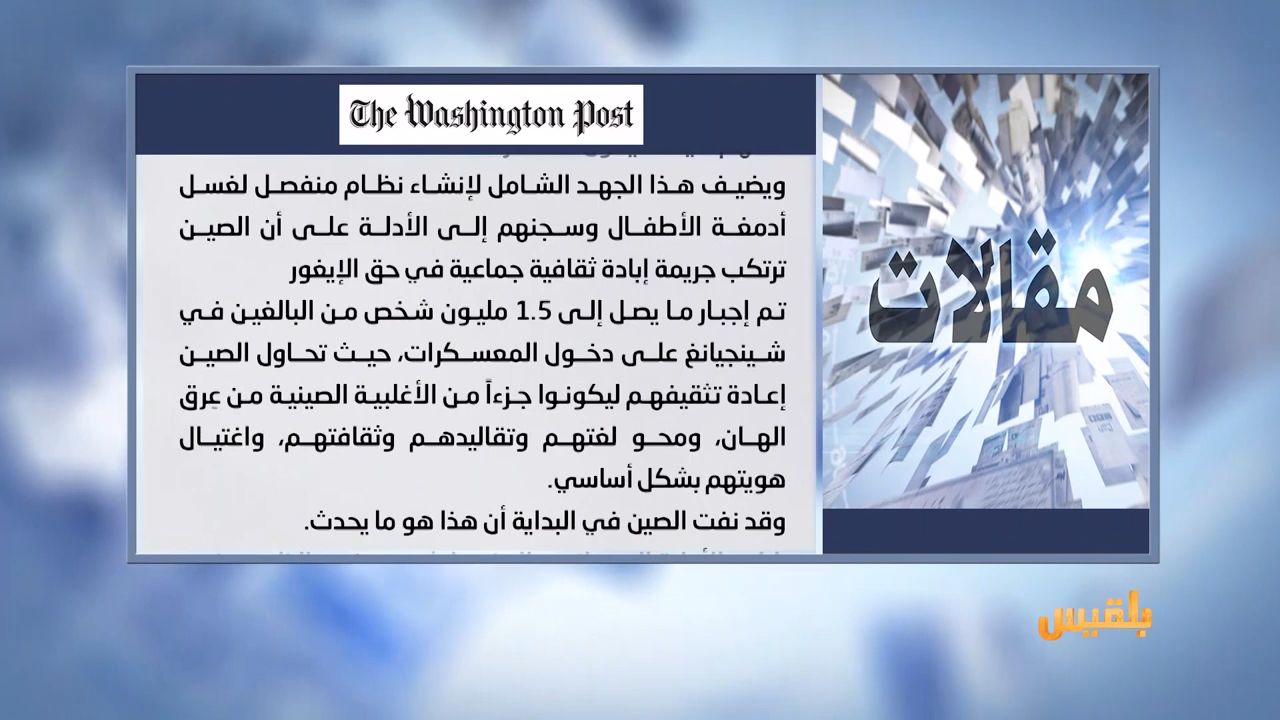 The Washington Post
ويضيف هذا الجهد الشامل لإنشاء نظام منفصل لغسل
أدمغة الأطفال وسجنهم إلى الأدلة على أن الصين
ترتكب جريمة إبادة ثقافية جماعية في حق الإيغور
تم إجبار ما يصل إلى 1.5 مليون شخص من البالغين في
شينجيانغ على دخول المعسكرات، حيث تحاول الصين
إعادة تثقيفهم ليكونوا جزءاً من الأغلبية الصينية من عِرق
الهان، ومحو لغتهم وتقاليدهم وثقافتهم، واغتيال
هويتهم بشكل أساسي.
وقد نفت الصين في البداية أن هذا هو ما يحدث.
مقالات
بلقيس